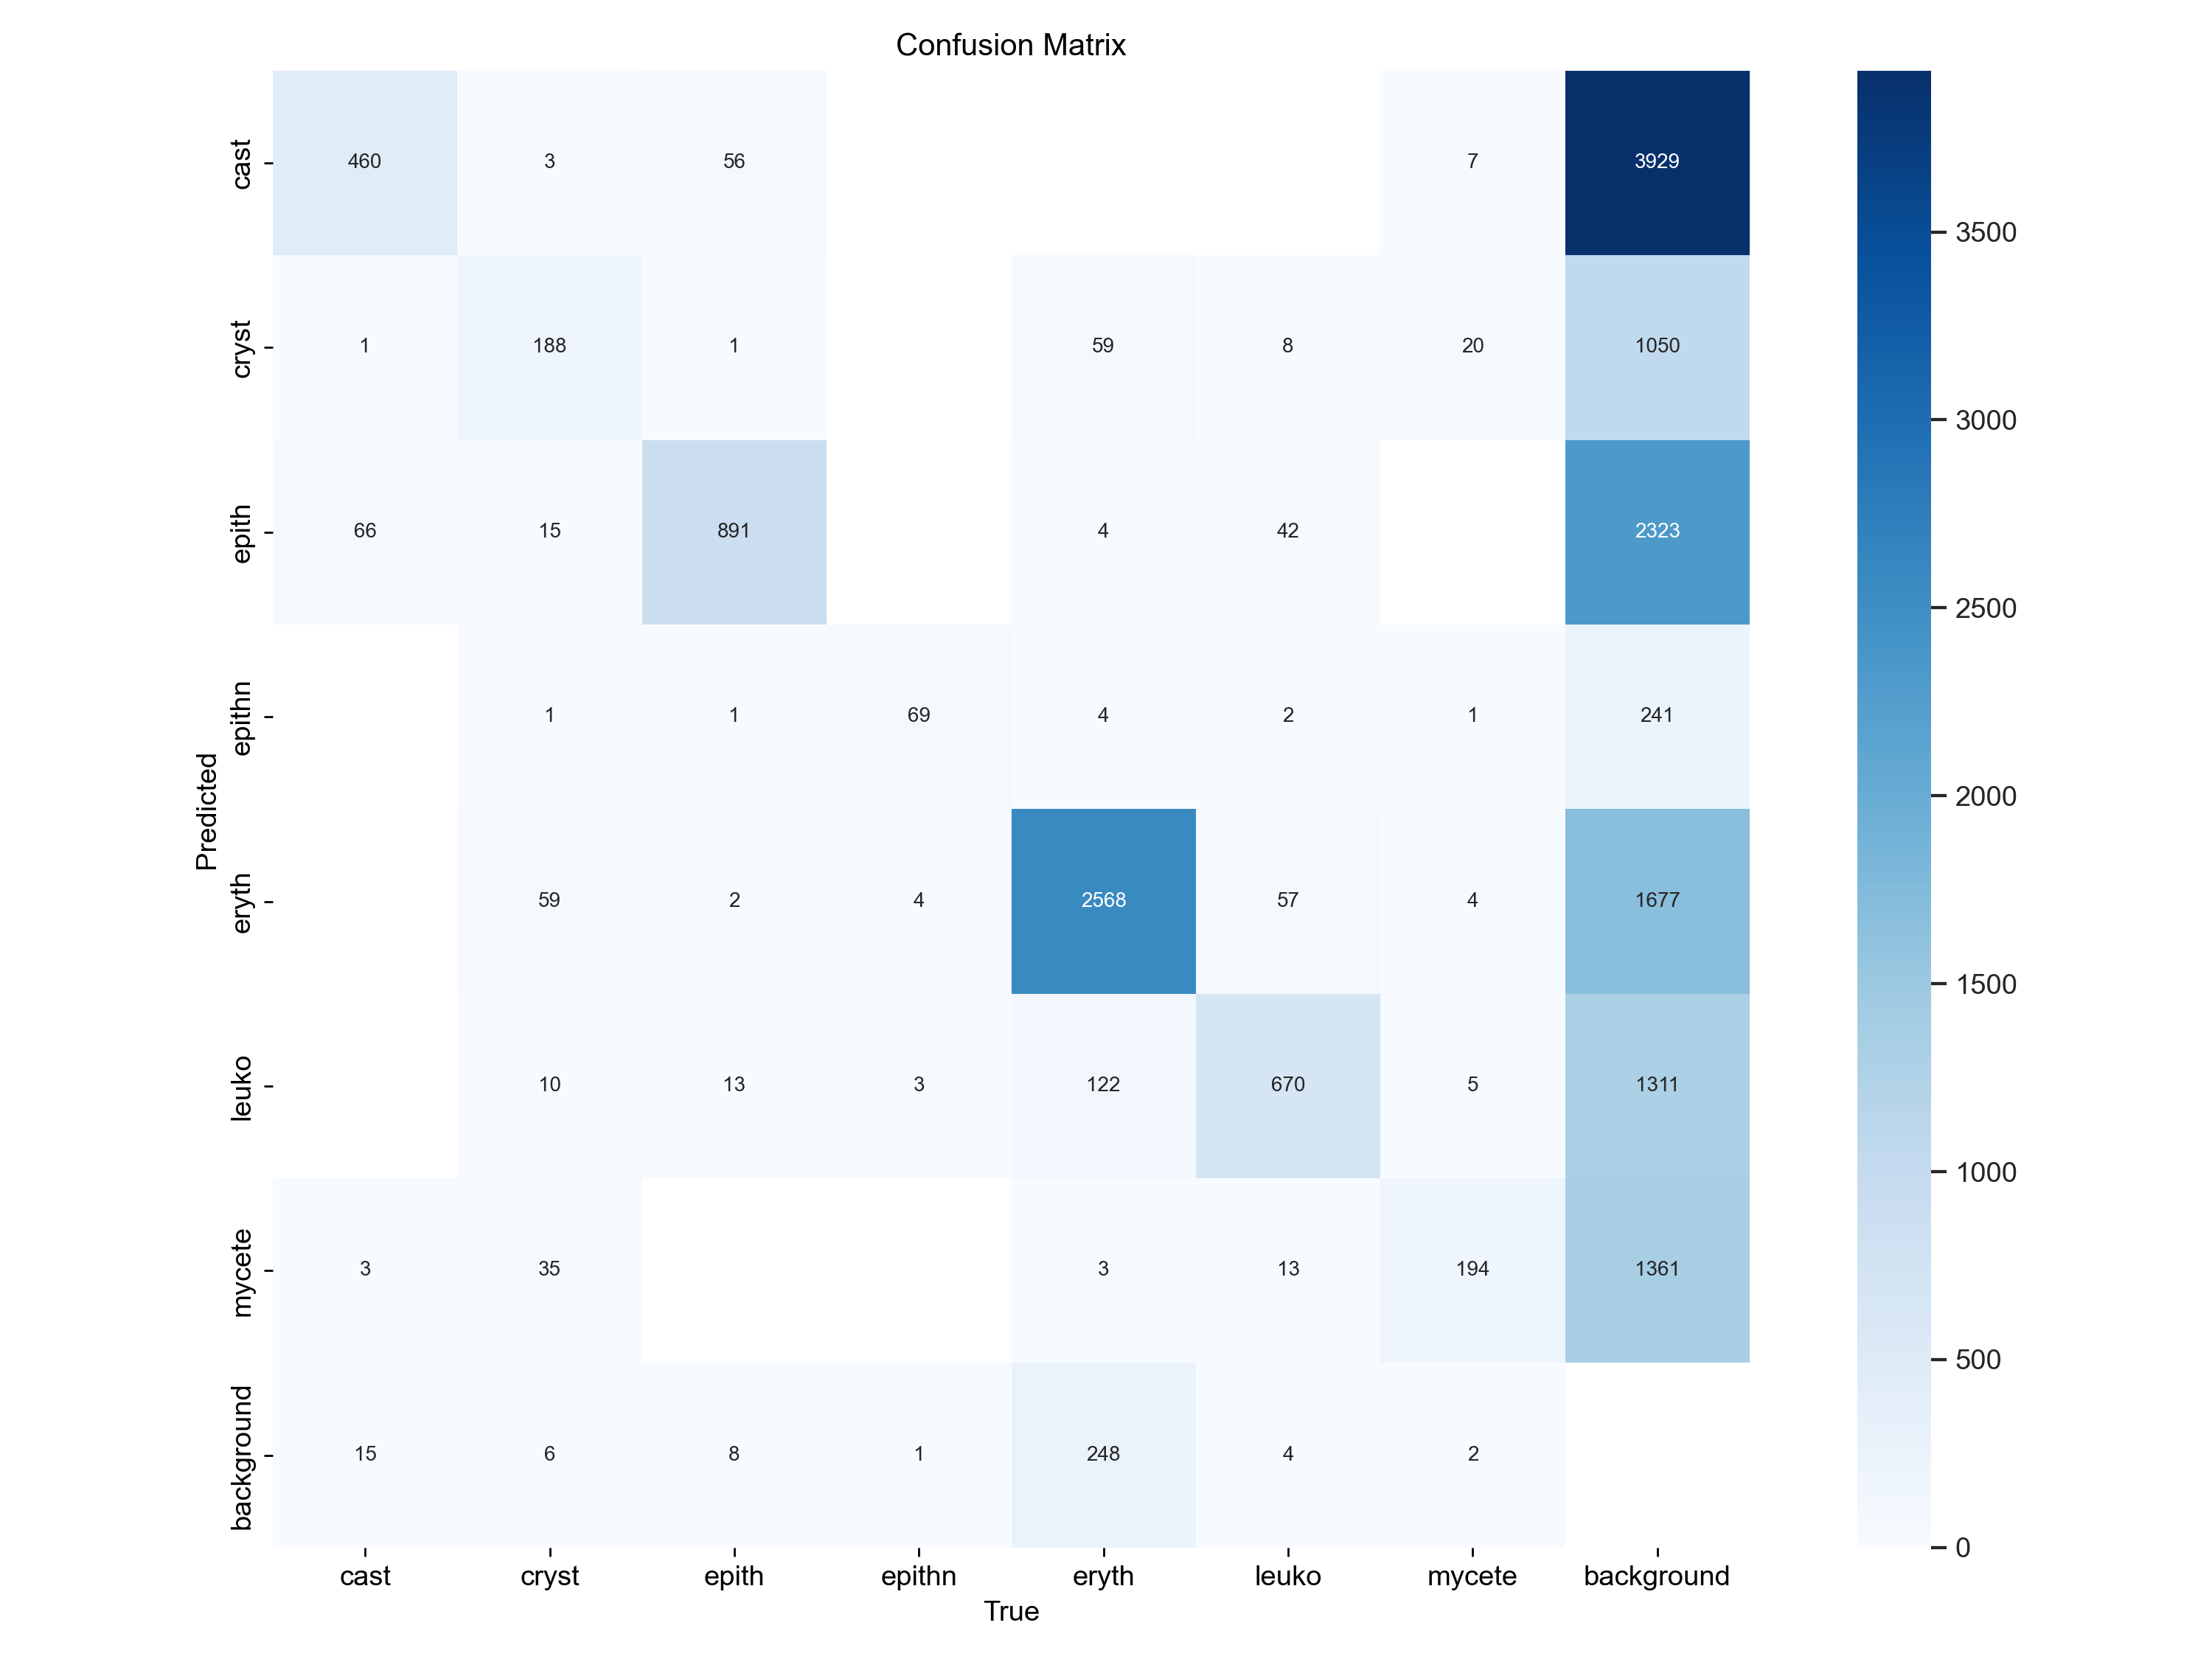 Confusion Matrix
cast 460 3 56 7 3929
cryst 1 188 1 59 8 20 1050
epith 66 15 891 4 42 2323
epithn 1 1 69 4 2 1 241
eryth 59 2 4 2568 57 4 1677
leuko 10 13 3 122 670 5 1311
mycete 3 35 3 13 194 1361
background 15 6 8 1 248 4 2
cast cryst epith epithn eryth leuko mycete background
True
Predicted
3500
3000
2500
2000
1500
1000
500
0